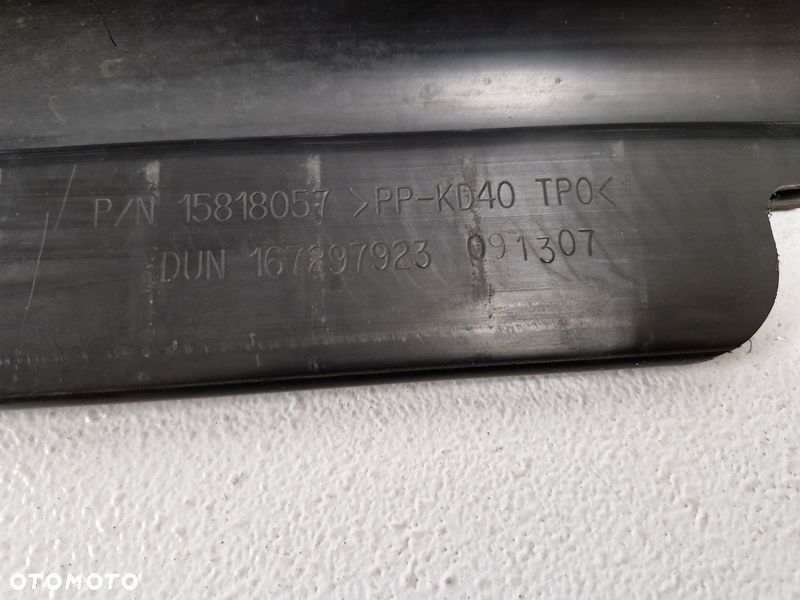 P/N 15818057 >PP-KD40 TPO<
DUN 167297923 091307
OTOMOTO